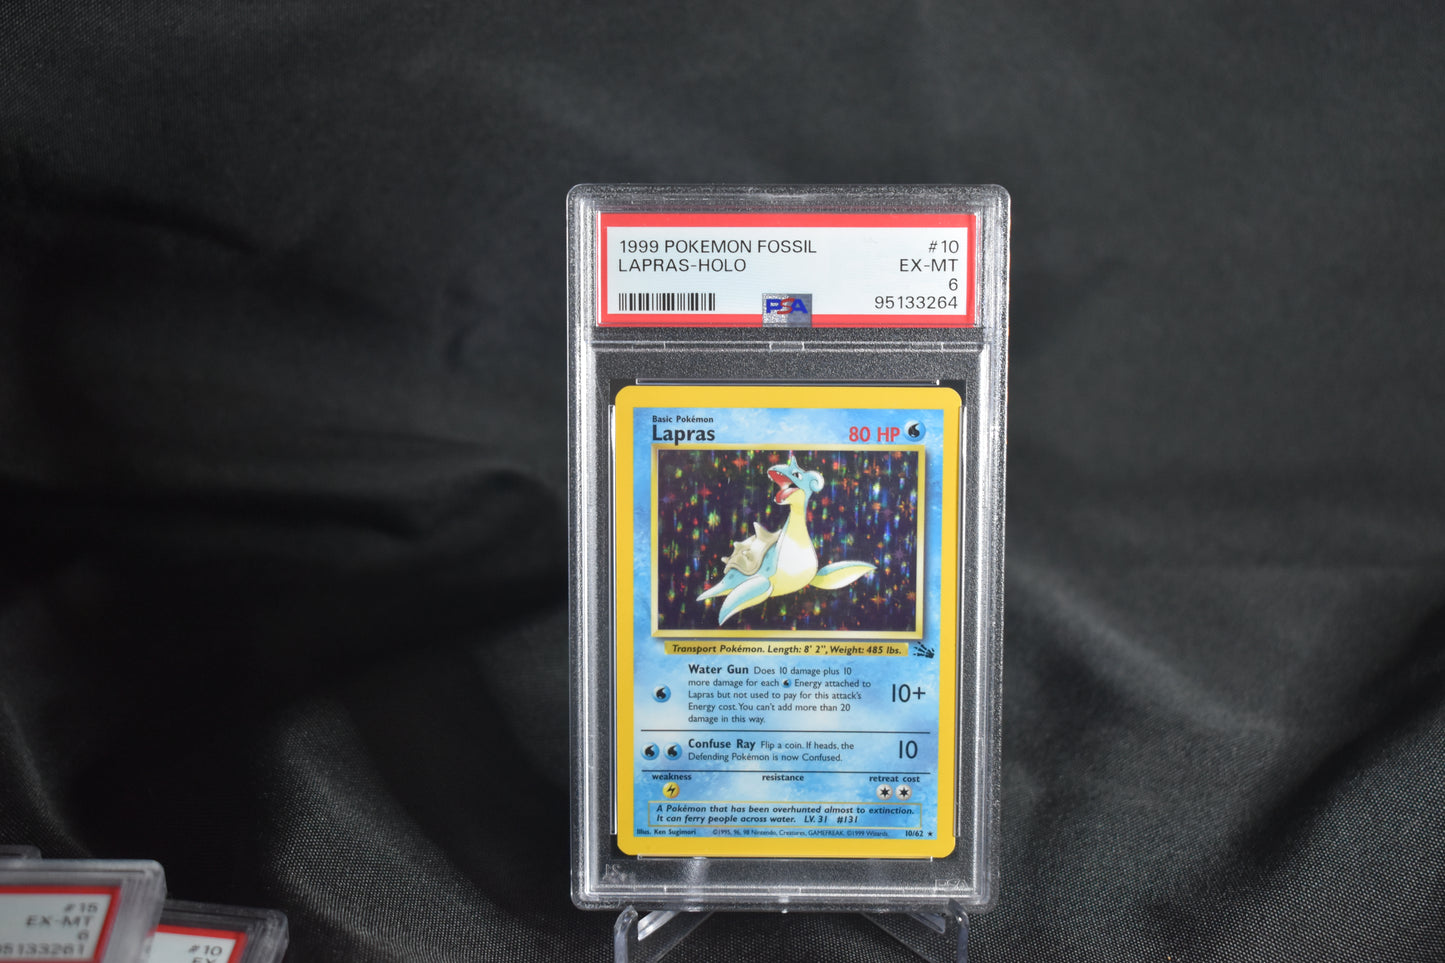 1999 POKEMON FOSSIL #10
LAPRAS-HOLO EX-MT
6
PSA 95133264
Basic Pokémon
Lapras 80 HP
Transport Pokémon. Length: 8' 2", Weight: 485 lbs.
Water Gun Does 10 damage plus 10
more damage for each Energy attached to
Lapras but not used to pay for this attack's
Energy cost. You can't add more than 20
damage in this way.
10+
Confuse Ray Flip a coin. If heads, the
Defending Pokémon is now Confused.
10
weakness resistance retreat cost
A Pokémon that has been overhunted almost to extinction.
It can ferry people across water. LV. 31 #131
Illus. Ken Sugimori ©1995, 96, 98 Nintendo, Creatures, GAMEFREAK. ©1999 Wizards. 10/62 ★
#15
EX-MT
6
95133261
#10
EX